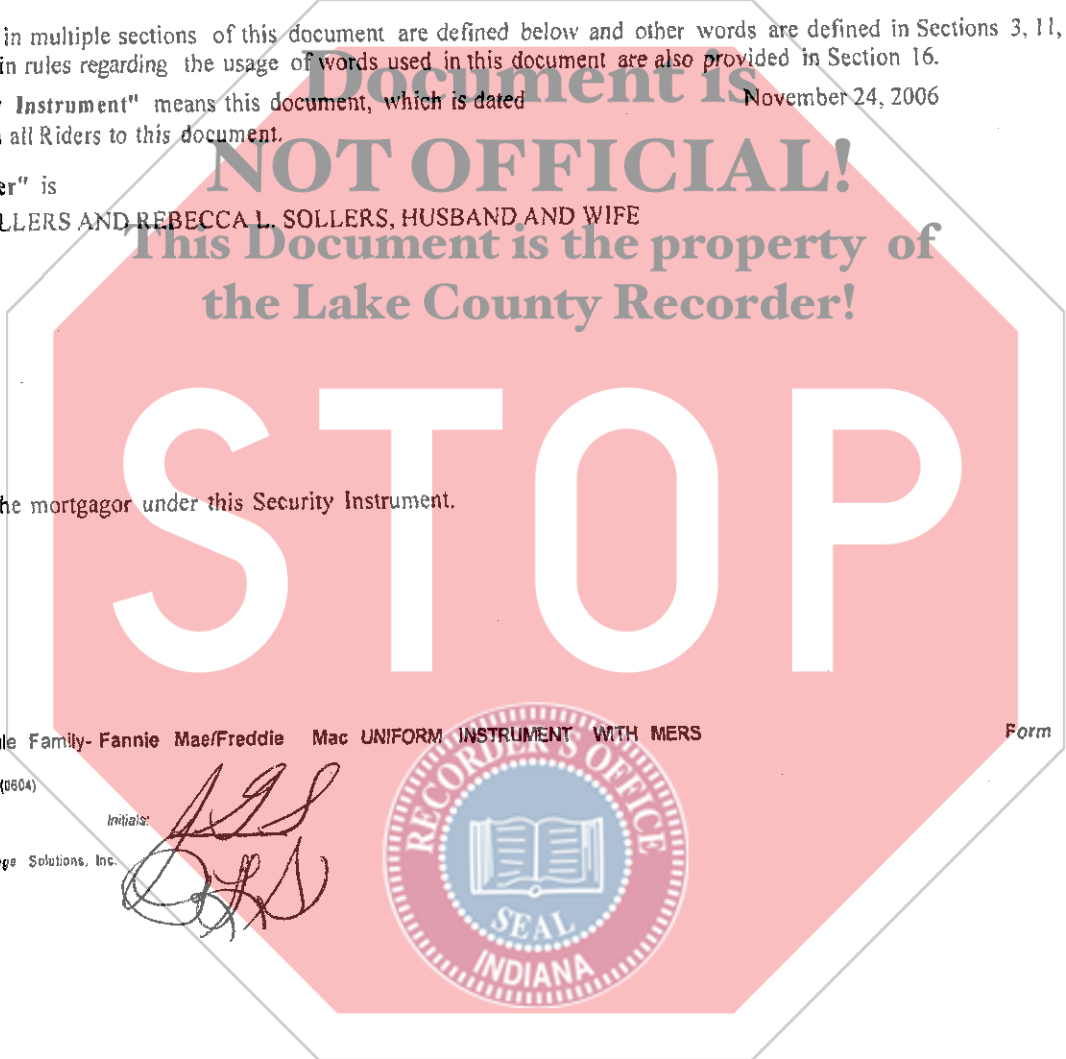 in multiple sections of this document are defined below and other words are defined in Sections 3, 11,
in rules regarding the usage of words used in this document are also provided in Section 16.
Document is
Instrument" means this document, which is dated November 24, 2006
all Riders to this document.
NOT OFFICIAL!
er" is
LLERS AND REBECCA L. SOLLERS, HUSBAND AND WIFE
This Document is the property of
the Lake County Recorder!
STOP
he mortgagor under this Security Instrument.
le Family- Fannie Mae/Freddie Mac UNIFORM INSTRUMENT WITH MERS Form
(0604)
Initials: JGS
ge Solutions, Inc. RLS
RECORDER'S OFFICE
SEAL
INDIANA